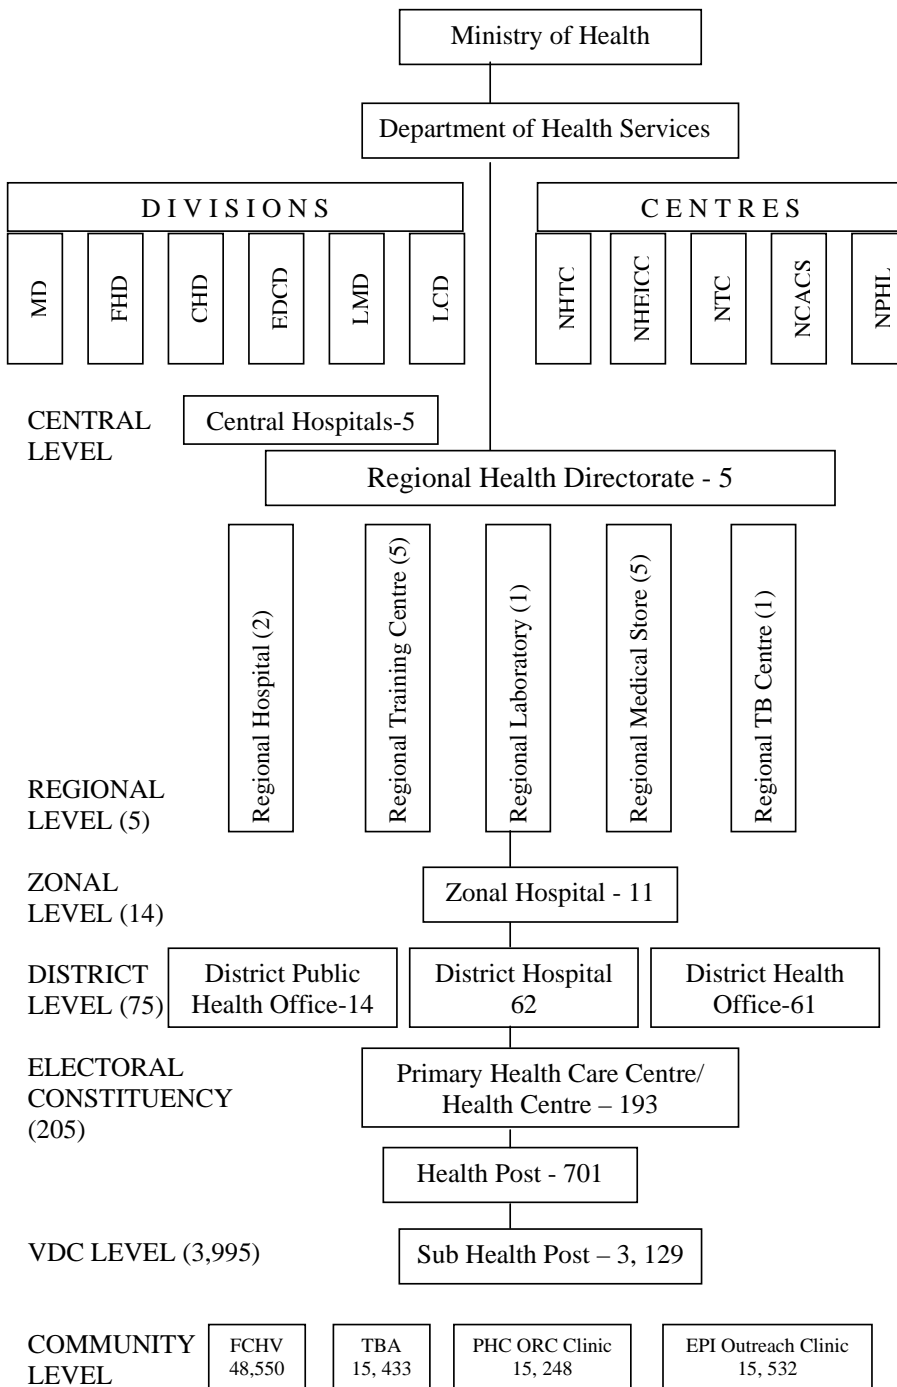 Ministry of Health
Department of Health Services
D I V I S I O N S
C E N T R E S
MD
FHD
CHD
EDCD
LMD
LCD
NHTC
NHEICC
NTC
NCACS
NPHL
CENTRAL
LEVEL
Central Hospitals-5
Regional Health Directorate - 5
Regional Hospital (2)
Regional Training Centre (5)
Regional Laboratory (1)
Regional Medical Store (5)
Regional TB Centre (1)
REGIONAL
LEVEL (5)
ZONAL
LEVEL (14)
Zonal Hospital - 11
DISTRICT
LEVEL (75)
District Public
Health Office-14
District Hospital
62
District Health
Office-61
ELECTORAL
CONSTITUENCY
(205)
Primary Health Care Centre/
Health Centre – 193
Health Post - 701
VDC LEVEL (3,995)
Sub Health Post – 3, 129
COMMUNITY
LEVEL
FCHV
48,550
TBA
15, 433
PHC ORC Clinic
15, 248
EPI Outreach Clinic
15, 532